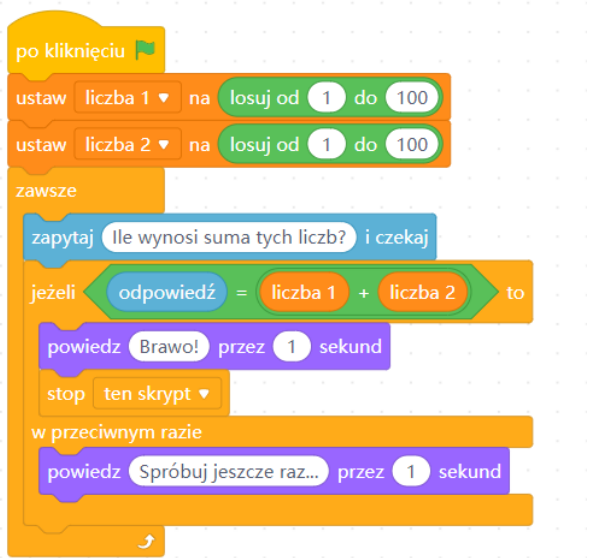 po kliknięciu
ustaw liczba 1 na losuj od 1 do 100
ustaw liczba 2 na losuj od 1 do 100
zawsze
zapytaj Ile wynosi suma tych liczb? i czekaj
jeżeli odpowiedź = liczba 1 + liczba 2 to
powiedz Brawo! przez 1 sekund
stop ten skrypt
w przeciwnym razie
powiedz Spróbuj jeszcze raz... przez 1 sekund